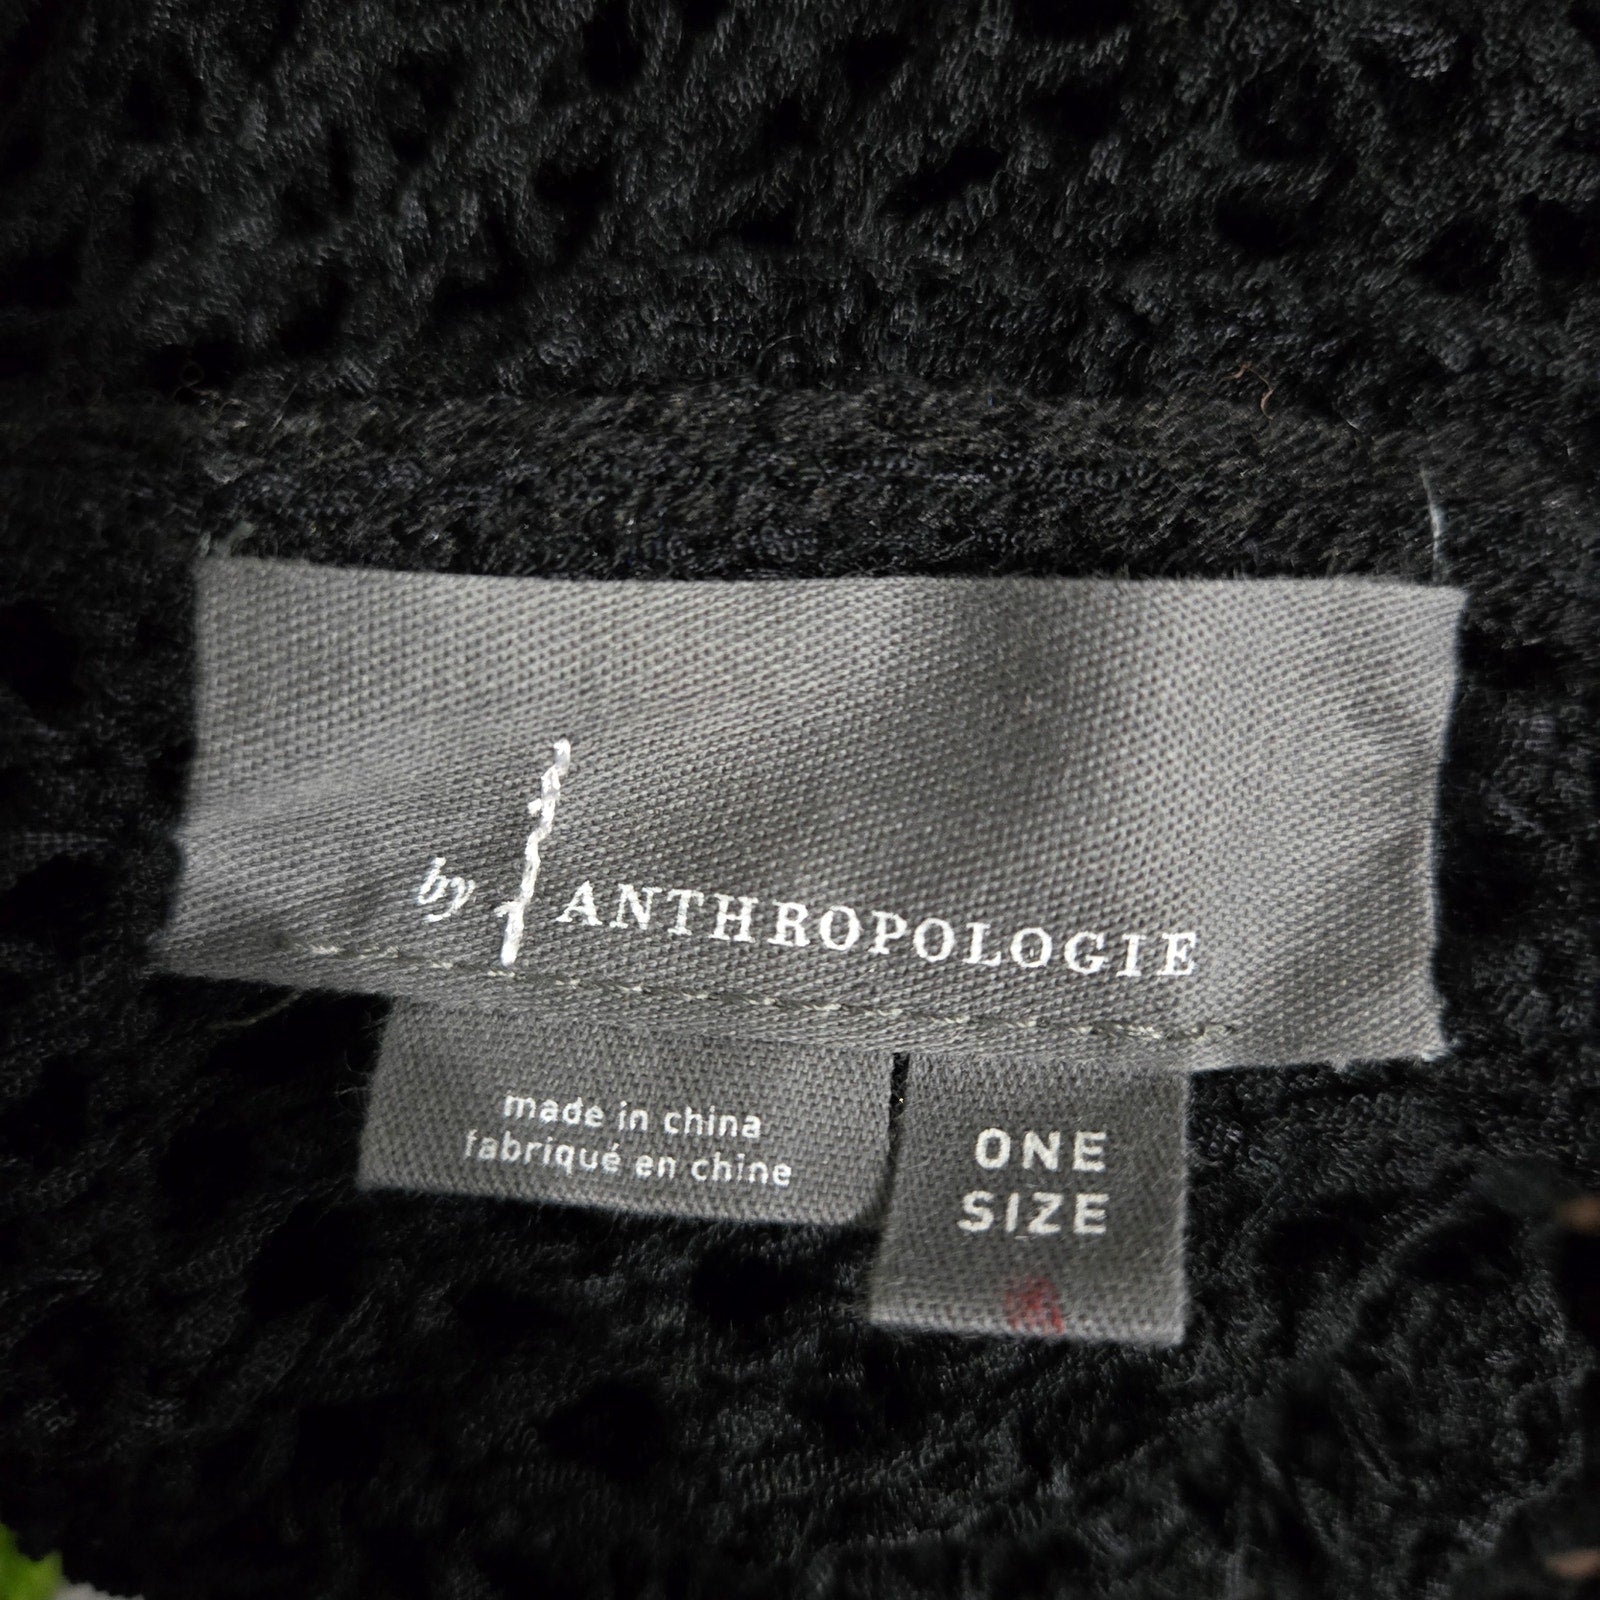 by ANTHROPOLOGIE
made in china
fabriqué en chine
ONE
SIZE